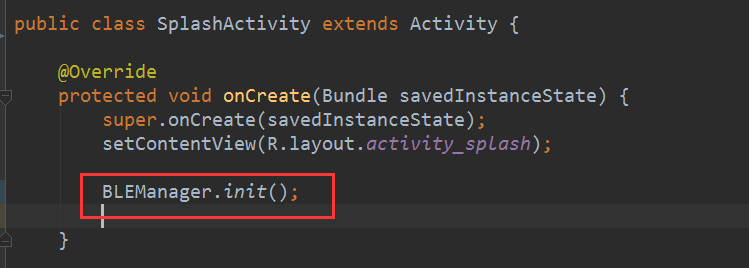 public class SplashActivity extends Activity {
@Override
protected void onCreate(Bundle savedInstanceState) {
super.onCreate(savedInstanceState);
setContentView(R.layout.activity_splash);
BLEManager.init();
}